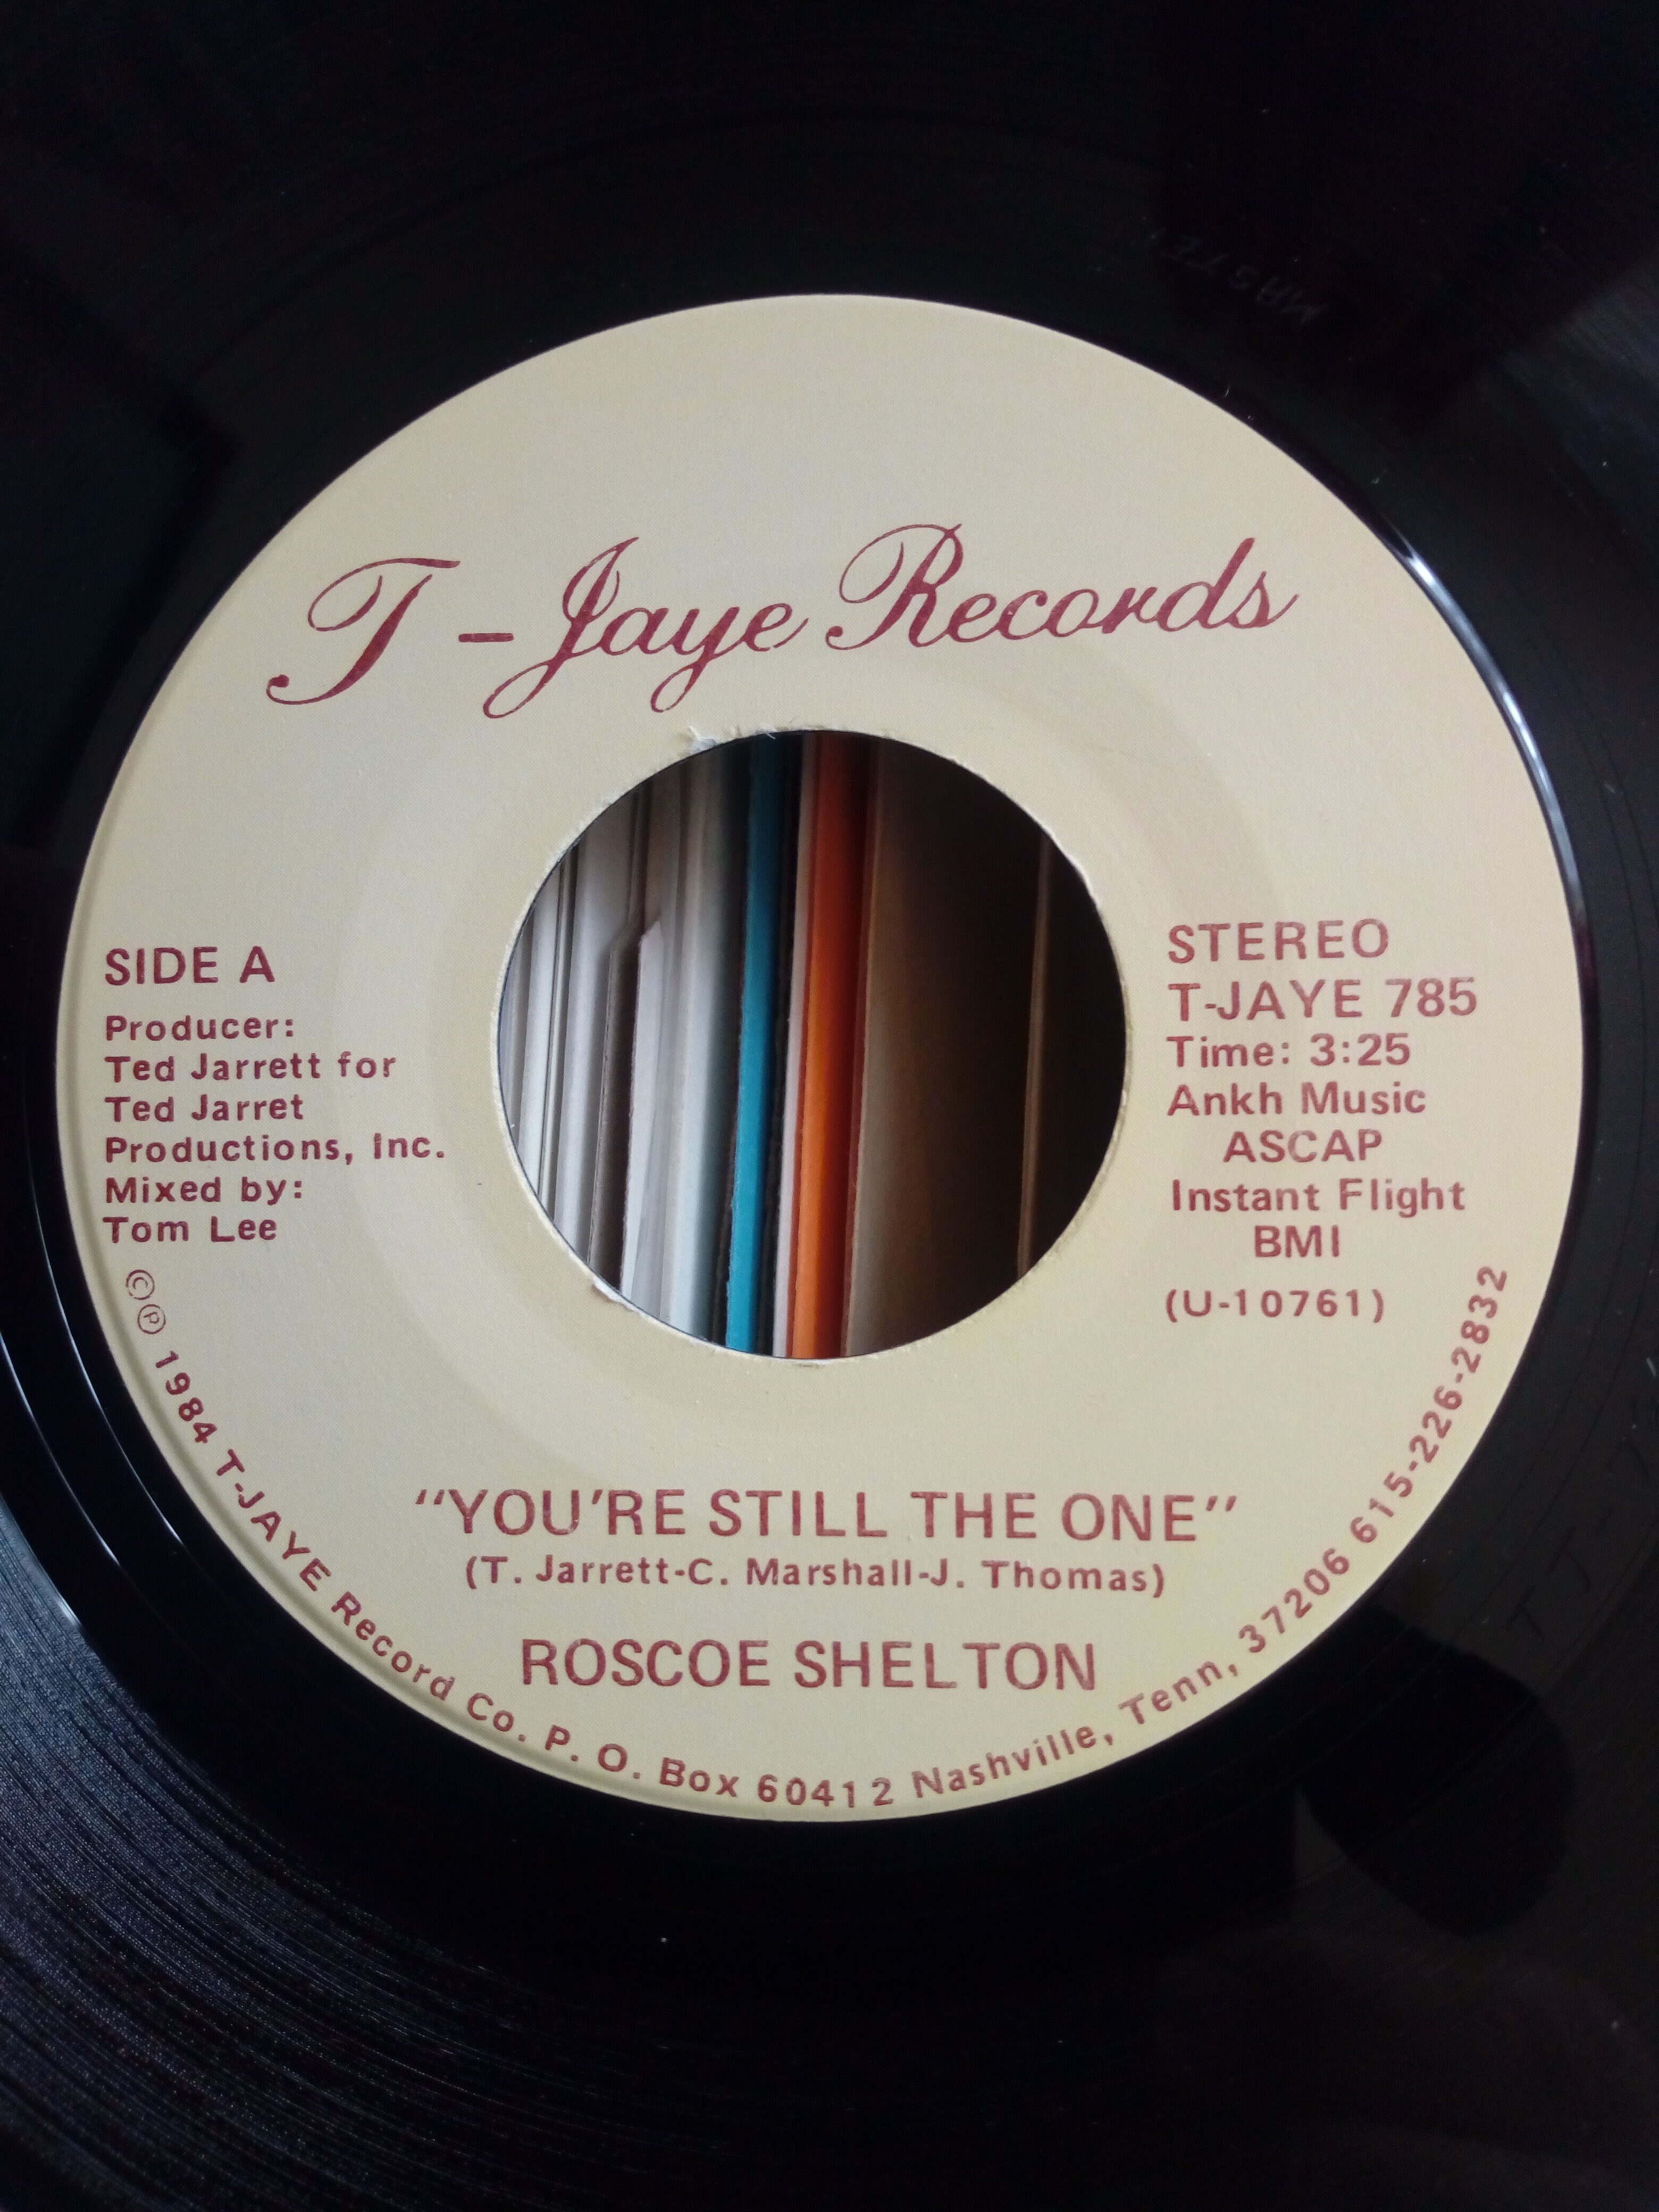 T-Jaye Records
SIDE A
Producer:
Ted Jarrett for
Ted Jarret
Productions, Inc.
Mixed by:
Tom Lee
STEREO
T-JAYE 785
Time: 3:25
Ankh Music
ASCAP
Instant Flight
BMI
(U-10761)
"YOU'RE STILL THE ONE"
(T. Jarrett-C. Marshall-J. Thomas)
ROSCOE SHELTON
©℗ 1984 T-JAYE Record Co. P. O. Box 60412 Nashville, Tenn, 37206 615-226-2832